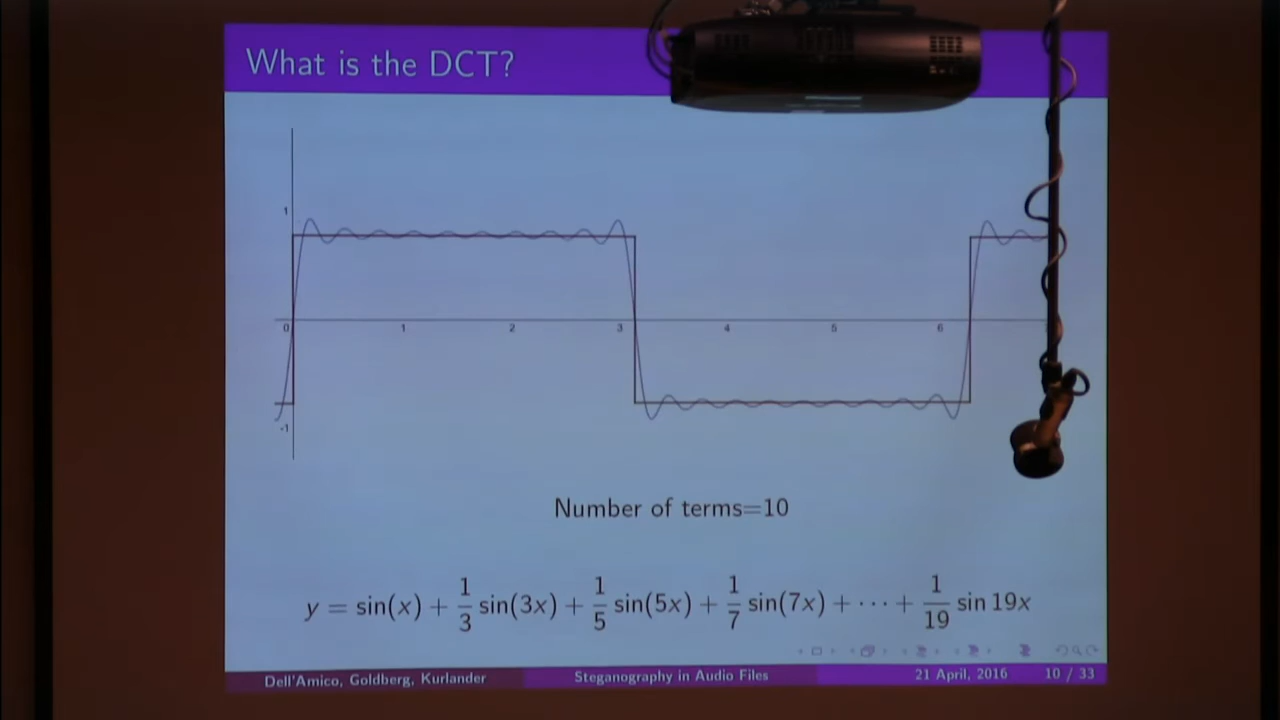 What is the DCT?
1
0 1 2 3 4 5 6
-1
Number of terms=10
y = sin(x) + 1/3 sin(3x) + 1/5 sin(5x) + 1/7 sin(7x) + ··· + 1/19 sin 19x
Dell'Amico, Goldberg, Kurlander Steganography in Audio Files 21 April, 2016 10 / 33